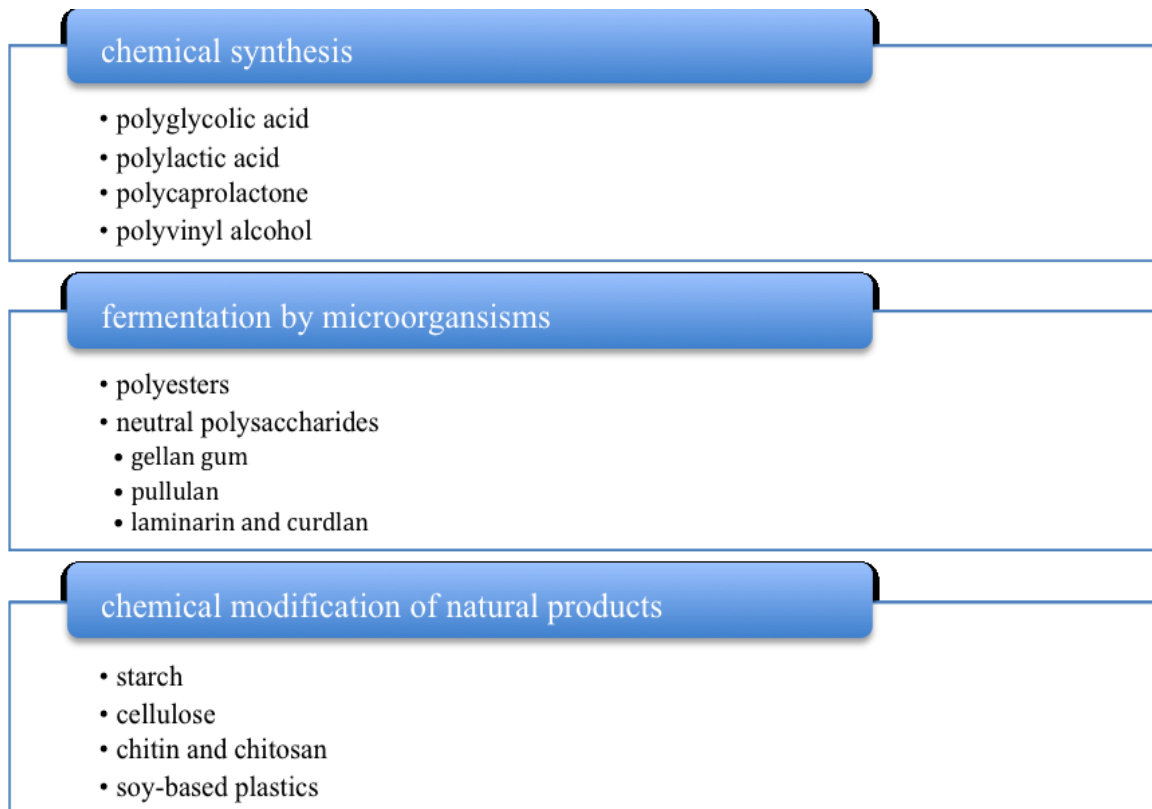 chemical synthesis
• polyglycolic acid
• polylactic acid
• polycaprolactone
• polyvinyl alcohol
fermentation by microorgansisms
• polyesters
• neutral polysaccharides
• gellan gum
• pullulan
• laminarin and curdlan
chemical modification of natural products
• starch
• cellulose
• chitin and chitosan
• soy-based plastics